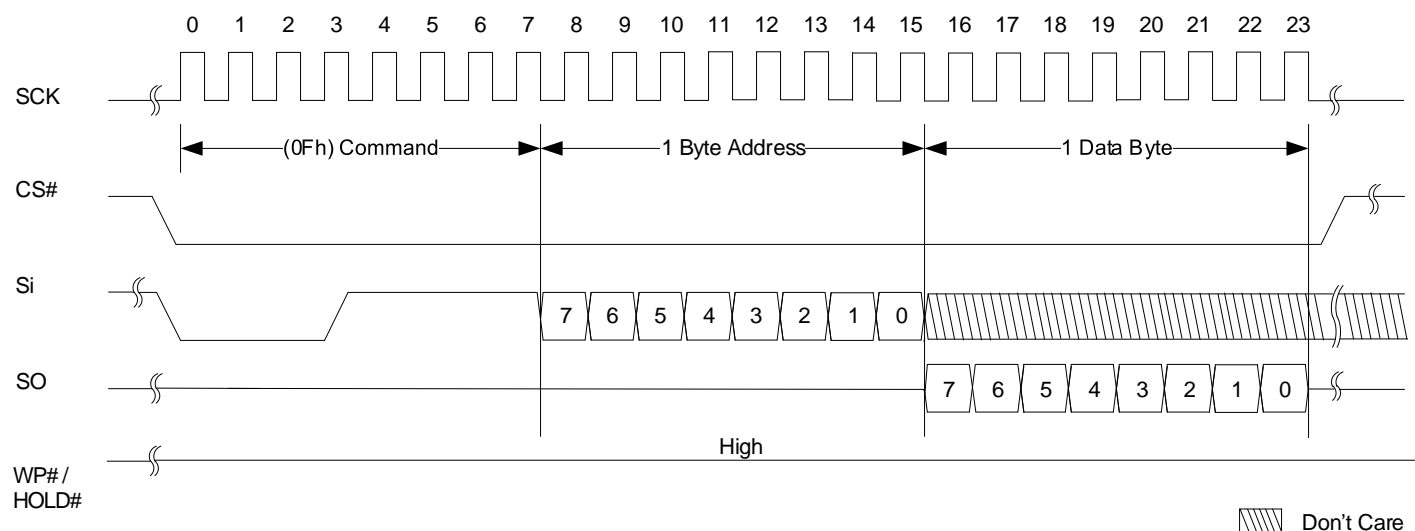 0 1 2 3 4 5 6 7 8 9 10 11 12 13 14 15 16 17 18 19 20 21 22 23
SCK
(0Fh) Command 1 Byte Address 1 Data Byte
CS#
Si
7 6 5 4 3 2 1 0
SO
7 6 5 4 3 2 1 0
High
WP# /
HOLD#
Don't Care